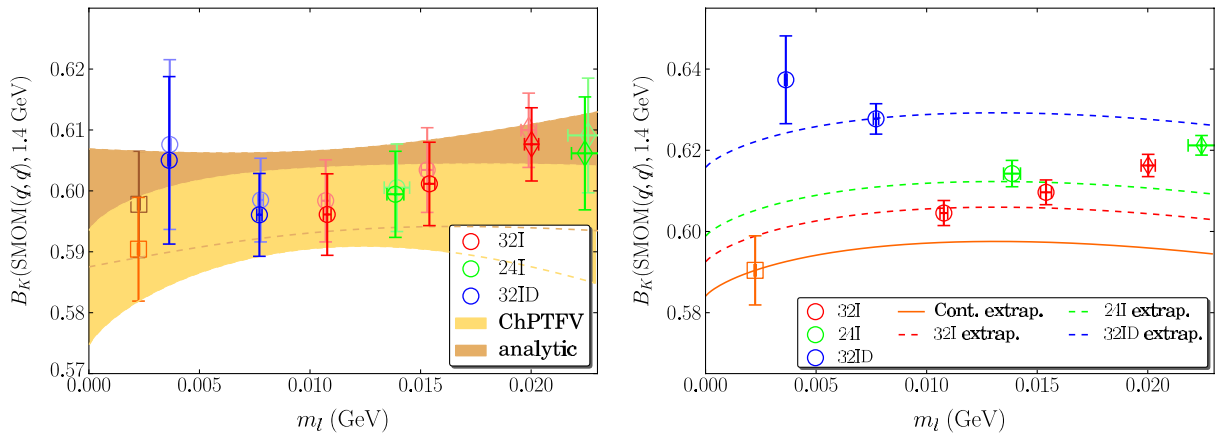 0.62
0.61
0.60
0.59
0.58
0.57
B_K(SMOM(q̸, q̸), 1.4 GeV)
32I
24I
32ID
ChPTFV
analytic
0.000 0.005 0.010 0.015 0.020
m_l (GeV)
0.64
0.62
0.60
0.58
B_K(SMOM(q̸, q̸), 1.4 GeV)
32I Cont. extrap. 24I extrap.
24I 32I extrap. 32ID extrap.
32ID
0.000 0.005 0.010 0.015 0.020
m_l (GeV)